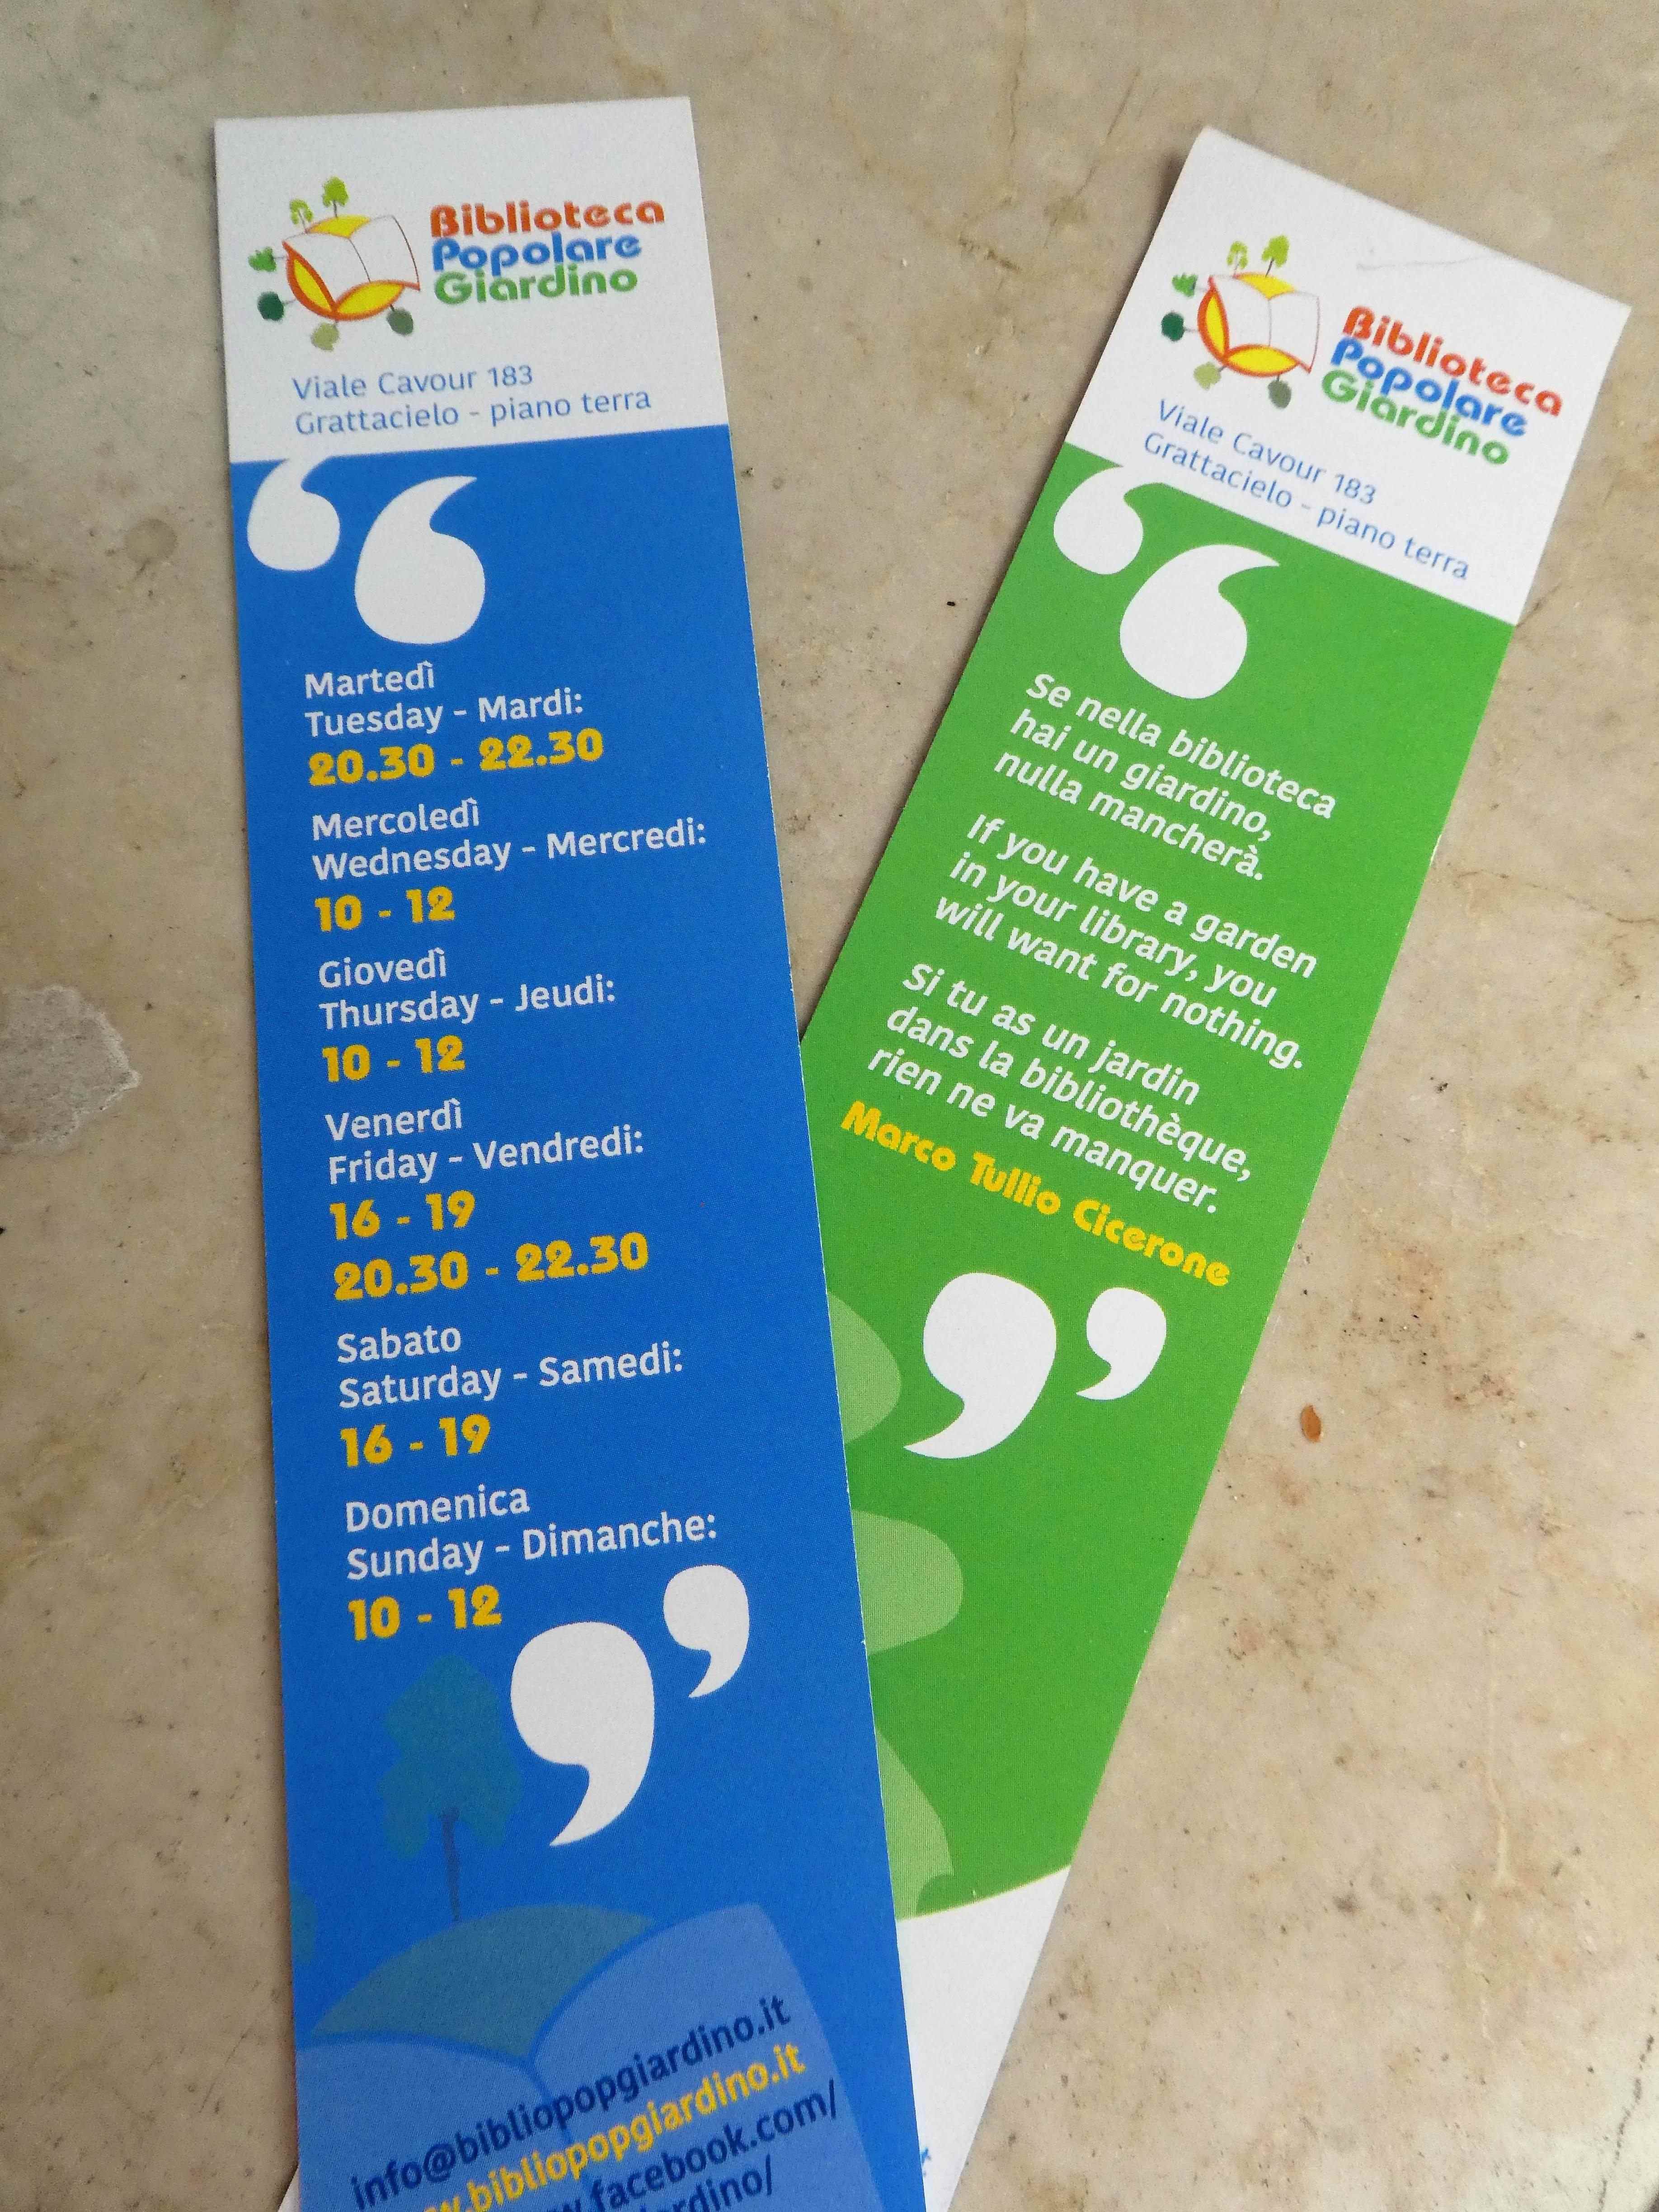 Biblioteca
Popolare
Giardino
Viale Cavour 183
Grattacielo - piano terra
Martedì
Tuesday - Mardi:
20.30 - 22.30
Mercoledì
Wednesday - Mercredi:
10 - 12
Giovedì
Thursday - Jeudi:
10 - 12
Venerdì
Friday - Vendredi:
16 - 19
20.30 - 22.30
Sabato
Saturday - Samedi:
16 - 19
Domenica
Sunday - Dimanche:
10 - 12
info@bibliopopgiardino.it
w.bibliopopgiardino.it
w.facebook.com/
ardino/
Biblioteca
Popolare
Giardino
Viale Cavour 183
Grattacielo - piano terra
Se nella biblioteca
hai un giardino,
nulla mancherà.
If you have a garden
in your library, you
will want for nothing.
Si tu as un jardin
dans la bibliothèque,
rien ne va manquer.
Marco Tullio Cicerone